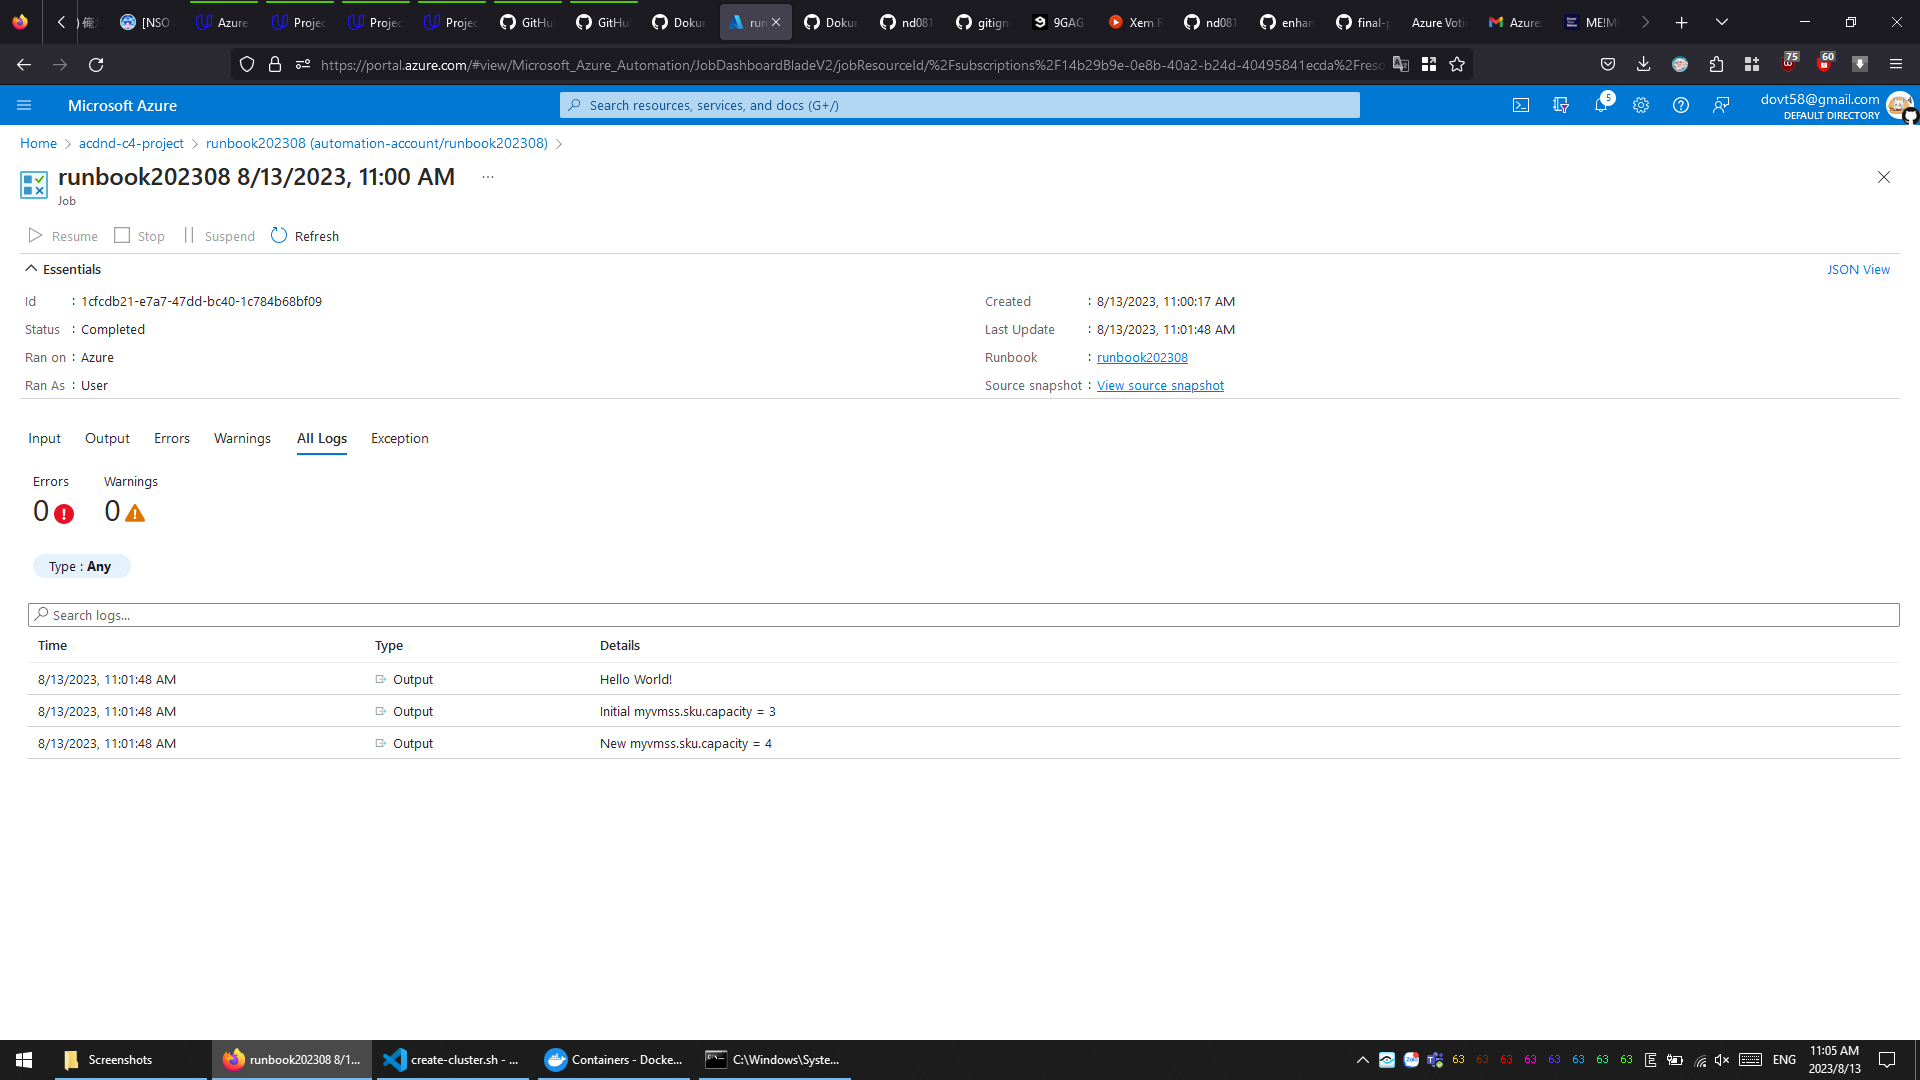 [NSO
Azure
Projec
Projec
Projec
GitHu
GitHu
Dokur
run
Dokur
nd081
gitign
9GAG
Xem P
nd081
enhan
final-p
Azure Voti
Azure
ME!M
https://portal.azure.com/#view/Microsoft_Azure_Automation/JobDashboardBladeV2/jobResourceId/%2Fsubscriptions%2F14b29b9e-0e8b-40a2-b24d-40495841ecda%2Freso
75
60
Microsoft Azure
Search resources, services, and docs (G+/)
5
dovt58@gmail.com
DEFAULT DIRECTORY
Home
acdnd-c4-project
runbook202308 (automation-account/runbook202308)
runbook202308 8/13/2023, 11:00 AM
...
Job
Resume
Stop
Suspend
Refresh
Essentials
JSON View
Id : 1cfcdb21-e7a7-47dd-bc40-1c784b68bf09
Created : 8/13/2023, 11:00:17 AM
Status : Completed
Last Update : 8/13/2023, 11:01:48 AM
Ran on : Azure
Runbook : runbook202308
Ran As : User
Source snapshot : View source snapshot
Input
Output
Errors
Warnings
All Logs
Exception
Errors
Warnings
0
0
Type : Any
Search logs...
Time Type Details
8/13/2023, 11:01:48 AM Output Hello World!
8/13/2023, 11:01:48 AM Output Initial myvmss.sku.capacity = 3
8/13/2023, 11:01:48 AM Output New myvmss.sku.capacity = 4
Screenshots
runbook202308 8/1...
create-cluster.sh - ...
Containers - Docke...
C:\Windows\Syste...
63 63 63 63 63 63 63 63
ENG
11:05 AM
2023/8/13